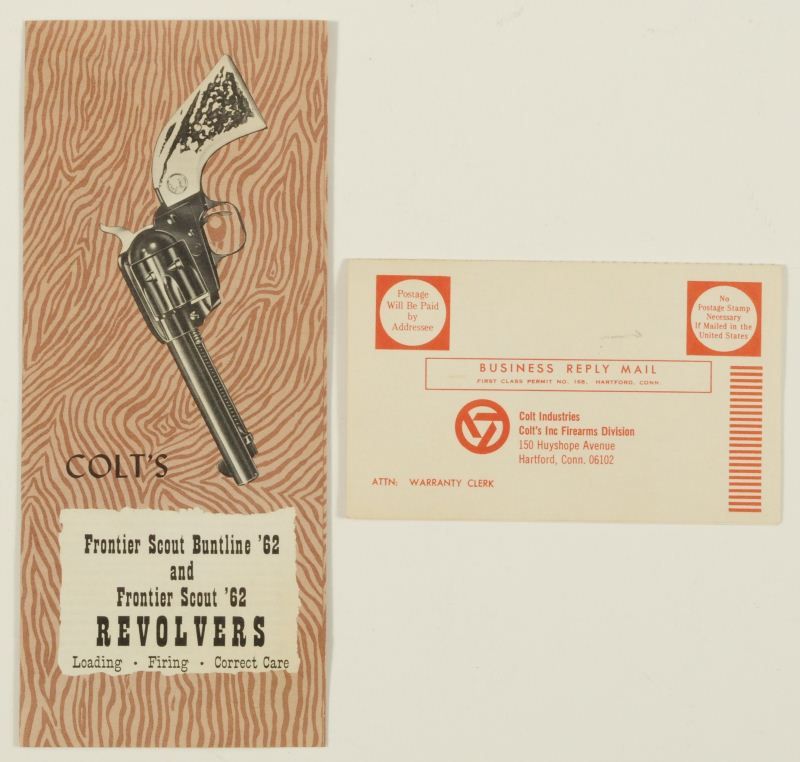 COLT'S
Frontier Scout Buntline '62
and
Frontier Scout '62
REVOLVERS
Loading · Firing · Correct Care
Postage
Will Be Paid
by
Addressee
No
Postage Stamp
Necessary
If Mailed in the
United States
BUSINESS REPLY MAIL
FIRST CLASS PERMIT NO. 168, HARTFORD, CONN.
Colt Industries
Colt's Inc Firearms Division
150 Huyshope Avenue
Hartford, Conn. 06102
ATTN: WARRANTY CLERK